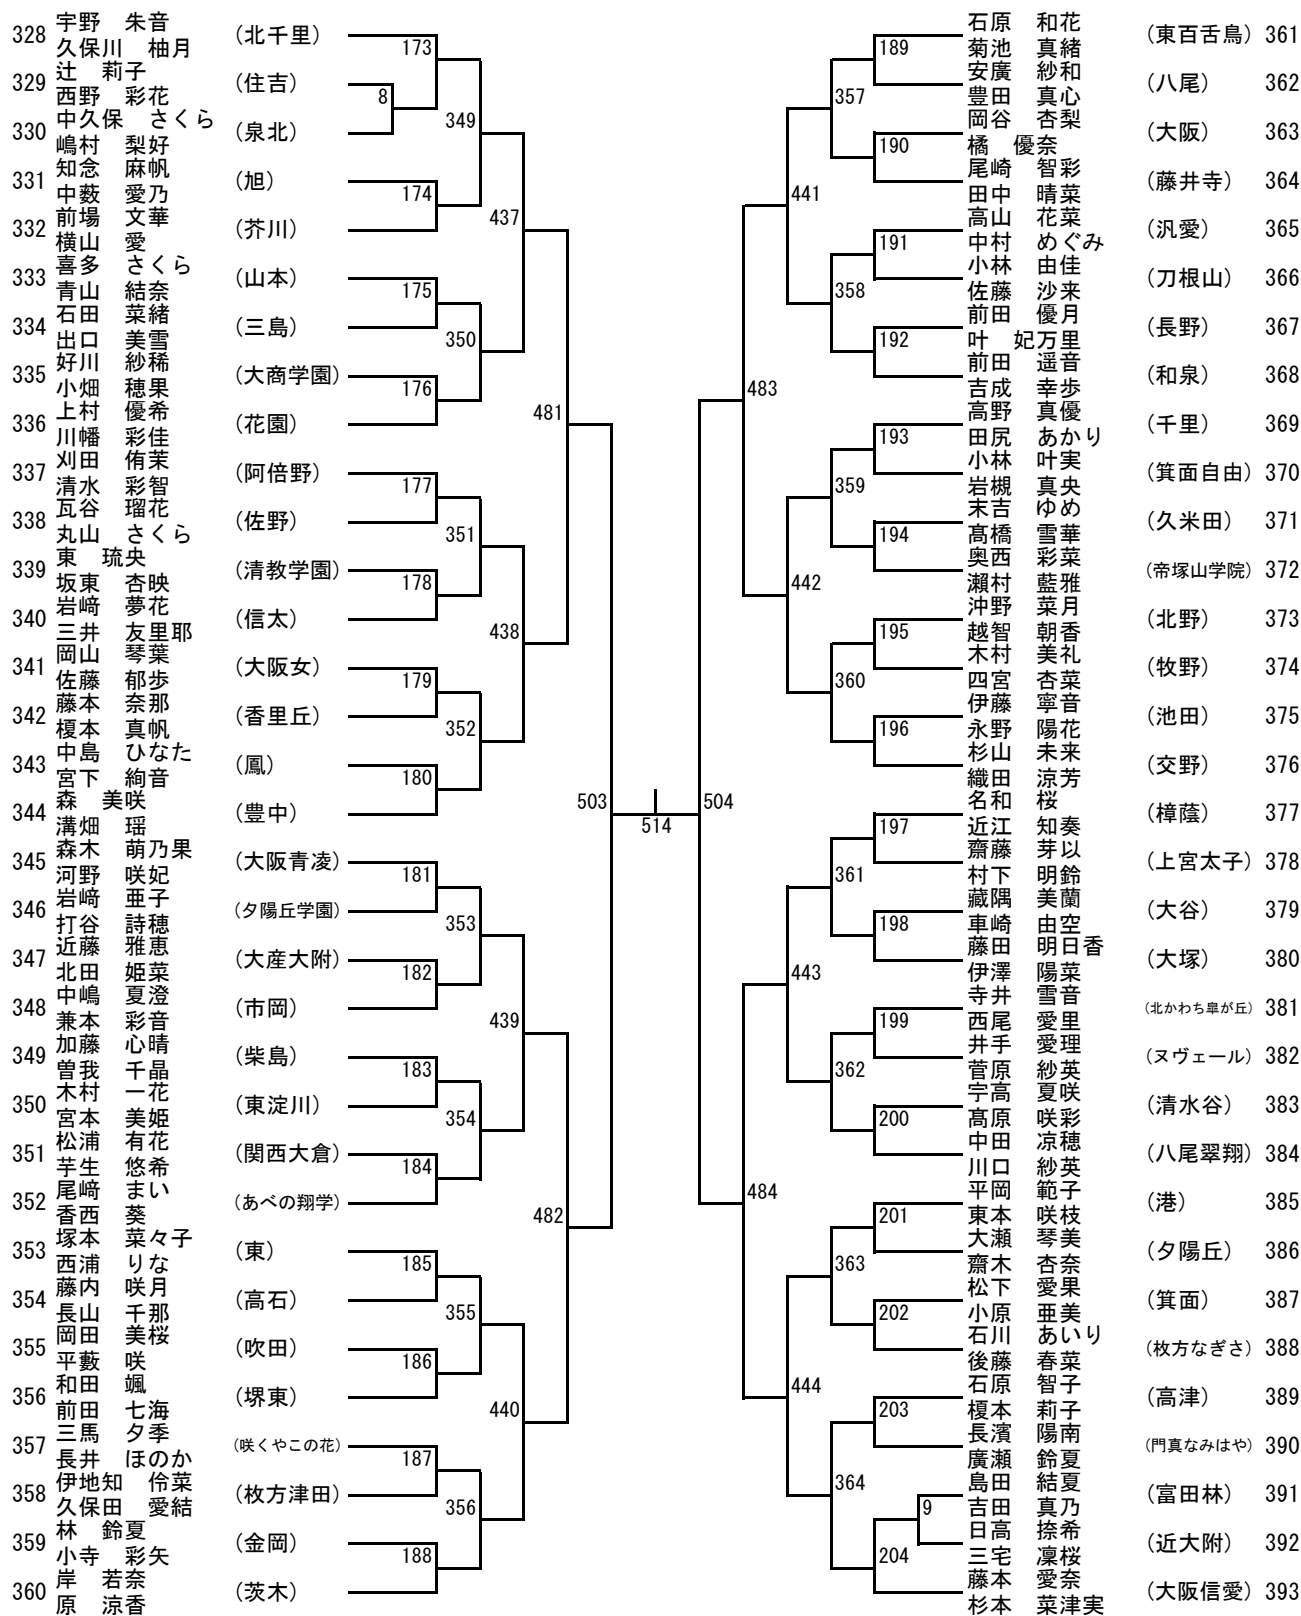 328 宇野　朱音 (北千里)
久保川　柚月
329 辻　莉子 (住吉)
西野　彩花
330 中久保　さくら (泉北)
嶋村　梨好
331 知念　麻帆 (旭)
中薮　愛乃
332 前場　文華 (芥川)
横山　愛
333 喜多　さくら (山本)
青山　結奈
334 石田　菜緒 (三島)
出口　美雪
335 好川　紗稀 (大商学園)
小畑　穂果
336 上村　優希 (花園)
川幡　彩佳
337 刈田　侑茉 (阿倍野)
清水　彩智
338 瓦谷　瑠花 (佐野)
丸山　さくら
339 東　琉央 (清教学園)
坂東　杏映
340 岩﨑　夢花 (信太)
三井　友里耶
341 岡山　琴葉 (大阪女)
佐藤　郁歩
342 藤本　奈那 (香里丘)
榎本　真帆
343 中島　ひなた (鳳)
宮下　絢音
344 森　美咲 (豊中)
溝畑　瑶
345 森木　萌乃果 (大阪青凌)
河野　咲妃
346 岩﨑　亜子 (夕陽丘学園)
打谷　詩穂
347 近藤　雅恵 (大産大附)
北田　姫菜
348 中嶋　夏澄 (市岡)
兼本　彩音
349 加藤　心晴 (柴島)
曽我　千晶
350 木村　一花 (東淀川)
宮本　美姫
351 松浦　有花 (関西大倉)
芋生　悠希
352 尾﨑　まい (あべの翔学)
香西　葵
353 塚本　菜々子 (東)
西浦　りな
354 藤内　咲月 (高石)
長山　千那
355 岡田　美桜 (吹田)
平藪　咲
356 和田　颯 (堺東)
前田　七海
357 三馬　夕季 (咲くやこの花)
長井　ほのか
358 伊地知　伶菜 (枚方津田)
久保田　愛結
359 林　鈴夏 (金岡)
小寺　彩矢
360 岸　若奈 (茨木)
原　涼香
173
8
349
174
437
175
350
176
481
177
351
178
438
179
352
180
503
181
353
182
439
183
354
184
482
185
355
186
440
187
356
188
514
504
189
357
190
441
191
358
192
483
193
359
194
442
195
360
196
197
361
198
443
199
362
200
484
201
363
202
444
203
364
9
204
石原　和花 (東百舌鳥) 361
菊池　真緒
安廣　紗和 (八尾) 362
豊田　真心
岡谷　杏梨 (大阪) 363
橘　優奈
尾崎　智彩 (藤井寺) 364
田中　晴菜
高山　花菜 (汎愛) 365
中村　めぐみ
小林　由佳 (刀根山) 366
佐藤　沙来
前田　優月 (長野) 367
叶　妃万里
前田　遥音 (和泉) 368
吉成　幸歩
高野　真優 (千里) 369
田尻　あかり
小林　叶実 (箕面自由) 370
岩槻　真央
末吉　ゆめ (久米田) 371
髙橋　雪華
奥西　彩菜 (帝塚山学院) 372
瀨村　藍雅
沖野　菜月 (北野) 373
越智　朝香
木村　美礼 (牧野) 374
四宮　杏菜
伊藤　寧音 (池田) 375
永野　陽花
杉山　未来 (交野) 376
織田　涼芳
名和　桜 (樟蔭) 377
近江　知奏
齋藤　芽以 (上宮太子) 378
村下　明鈴
藏隅　美蘭 (大谷) 379
車崎　由空
藤田　明日香 (大塚) 380
伊澤　陽菜
寺井　雪音 (北かわち皐が丘) 381
西尾　愛里
井手　愛理 (ヌヴェール) 382
菅原　紗英
宇高　夏咲 (清水谷) 383
髙原　咲彩
中田　凉穂 (八尾翠翔) 384
川口　紗英
平岡　範子 (港) 385
東本　咲枝
大瀬　琴美 (夕陽丘) 386
齋木　杏奈
松下　愛果 (箕面) 387
小原　亜美
石川　あいり (枚方なぎさ) 388
後藤　春菜
石原　智子 (高津) 389
榎本　莉子
長濱　陽南 (門真なみはや) 390
廣瀬　鈴夏
島田　結夏 (富田林) 391
吉田　真乃
日高　捺希 (近大附) 392
三宅　凜桜
藤本　愛奈 (大阪信愛) 393
杉本　菜津実